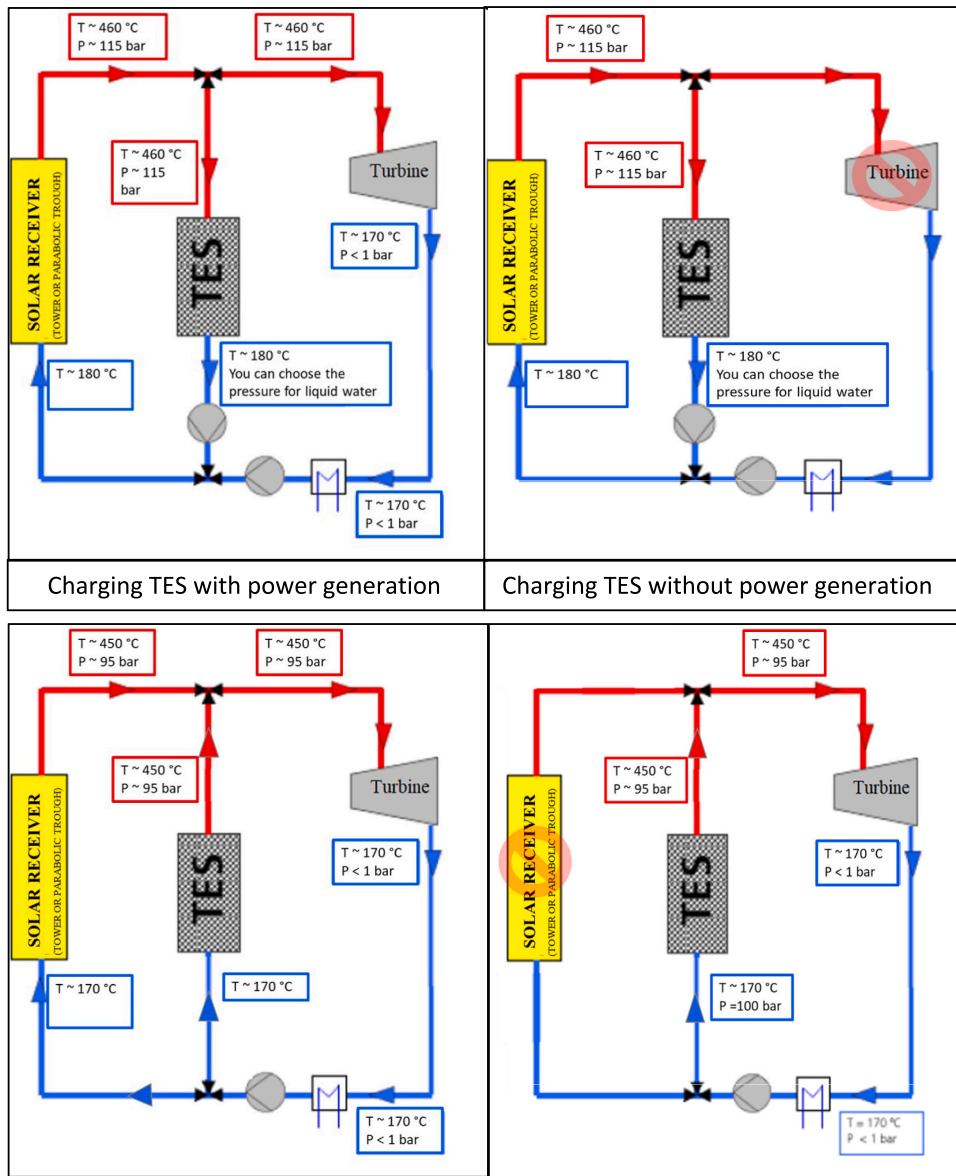 T ~ 460 °C
P ~ 115 bar
T ~ 460 °C
P ~ 115 bar
T ~ 460 °C
P ~ 115
bar
Turbine
SOLAR RECEIVER
(TOWER OR PARABOLIC TROUGH)
TES
T ~ 170 °C
P < 1 bar
T ~ 180 °C
T ~ 180 °C
You can choose the
pressure for liquid water
T ~ 170 °C
P < 1 bar
T ~ 460 °C
P ~ 115 bar
T ~ 460 °C
P ~ 115 bar
Turbine
SOLAR RECEIVER
(TOWER OR PARABOLIC TROUGH)
TES
T ~ 180 °C
T ~ 180 °C
You can choose the
pressure for liquid water
Charging TES with power generation
Charging TES without power generation
T ~ 450 °C
P ~ 95 bar
T ~ 450 °C
P ~ 95 bar
T ~ 450 °C
P ~ 95 bar
Turbine
SOLAR RECEIVER
(TOWER OR PARABOLIC TROUGH)
TES
T ~ 170 °C
P < 1 bar
T ~ 170 °C
T ~ 170 °C
T ~ 170 °C
P < 1 bar
T ~ 450 °C
P ~ 95 bar
T ~ 450 °C
P ~ 95 bar
Turbine
SOLAR RECEIVER
(TOWER OR PARABOLIC TROUGH)
TES
T ~ 170 °C
P < 1 bar
T ~ 170 °C
P =100 bar
T = 170 °C
P < 1 bar